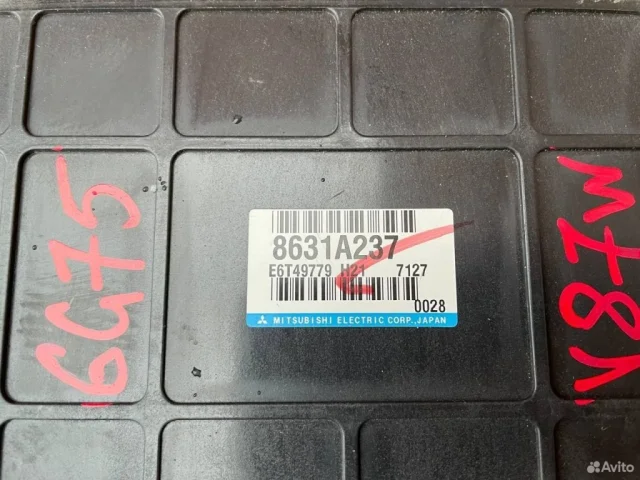 6G75
8631A237
E6T49779 H21 7127
0028
MITSUBISHI ELECTRIC CORP.,JAPAN
V87W
Avito